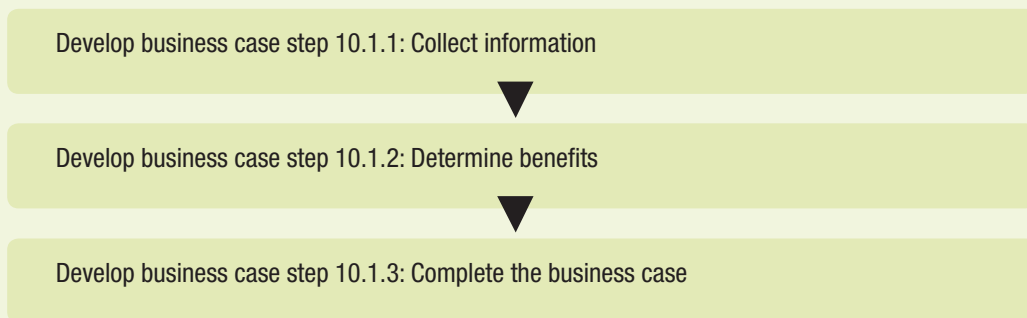 Develop business case step 10.1.1: Collect information
Develop business case step 10.1.2: Determine benefits
Develop business case step 10.1.3: Complete the business case